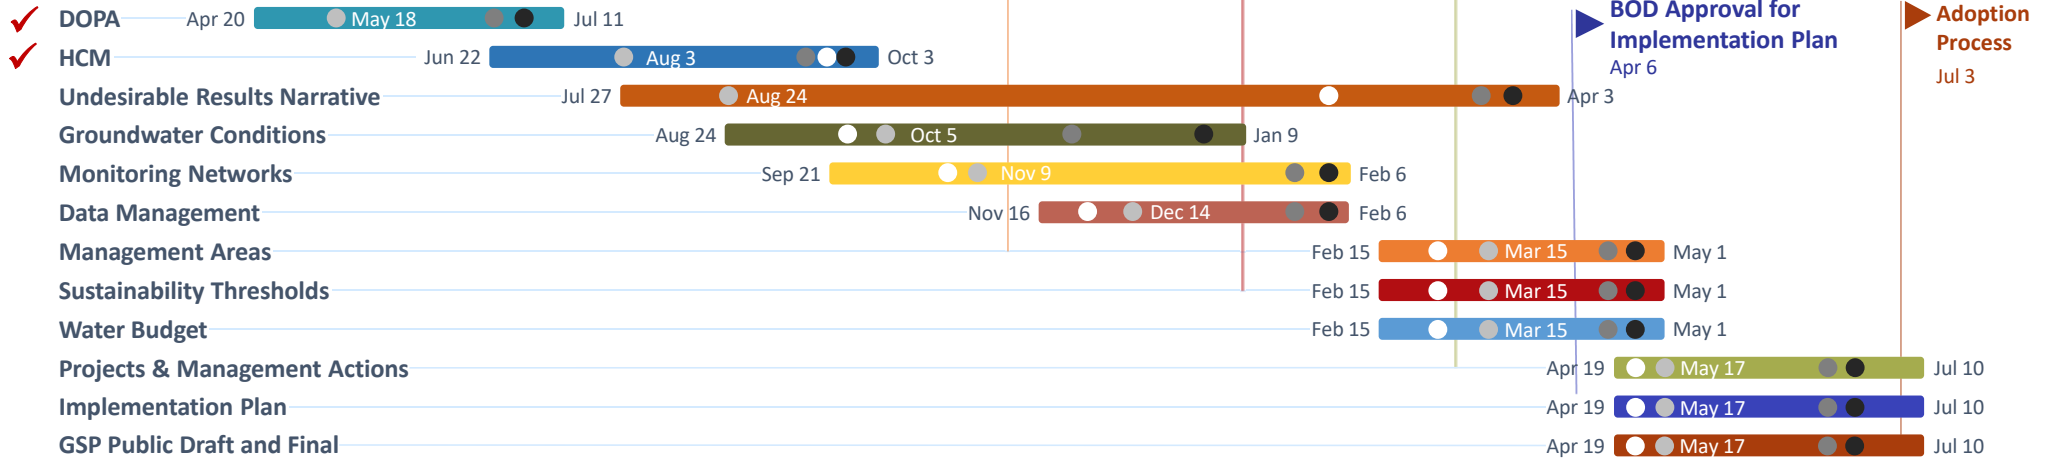 DOPA Apr 20 May 18 Jul 11
BOD Approval for
Implementation Plan
Apr 6
Adoption
Process
Jul 3
HCM Jun 22 Aug 3 Oct 3
Undesirable Results Narrative Jul 27 Aug 24 Apr 3
Groundwater Conditions Aug 24 Oct 5 Jan 9
Monitoring Networks Sep 21 Nov 9 Feb 6
Data Management Nov 16 Dec 14 Feb 6
Management Areas Feb 15 Mar 15 May 1
Sustainability Thresholds Feb 15 Mar 15 May 1
Water Budget Feb 15 Mar 15 May 1
Projects & Management Actions Apr 19 May 17 Jul 10
Implementation Plan Apr 19 May 17 Jul 10
GSP Public Draft and Final Apr 19 May 17 Jul 10